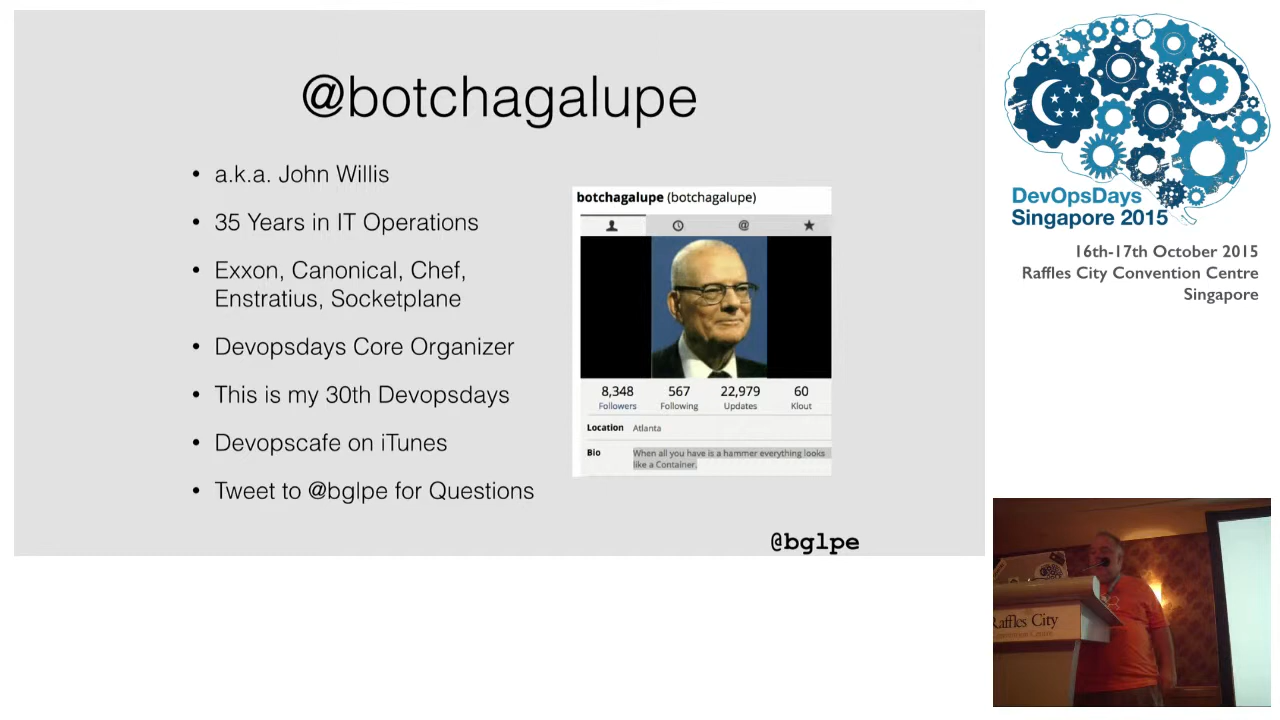 @botchagalupe
• a.k.a. John Willis
• 35 Years in IT Operations
• Exxon, Canonical, Chef,
Enstratius, Socketplane
• Devopsdays Core Organizer
• This is my 30th Devopsdays
• Devopscafe on iTunes
• Tweet to @bglpe for Questions
botchagalupe (botchagalupe)
@
8,348 567 22,979 60
Followers Following Updates Klout
Location Atlanta
Bio When all you have is a hammer everything looks
like a Container.
@bglpe
DevOpsDays
Singapore 2015
16th-17th October 2015
Raffles City Convention Centre
Singapore
Raffles City